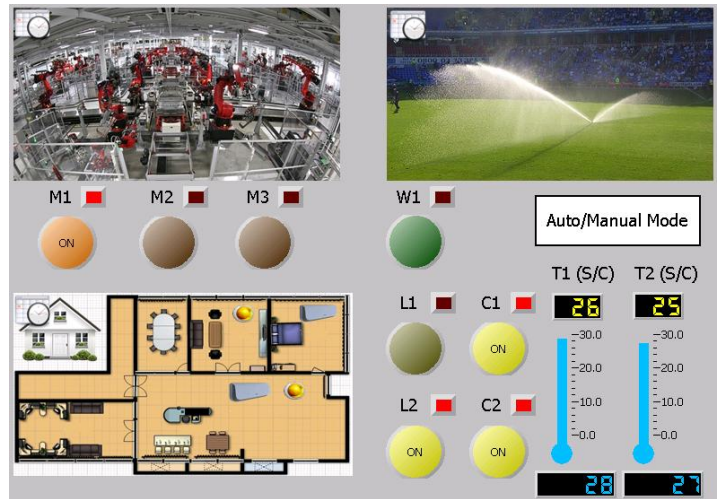 M1 M2 M3
ON
W1
Auto/Manual Mode
T1 (S/C) T2 (S/C)
26 25
L1 C1
ON
30.0 30.0
20.0 20.0
10.0 10.0
0.0 0.0
L2 C2
ON ON
28 27